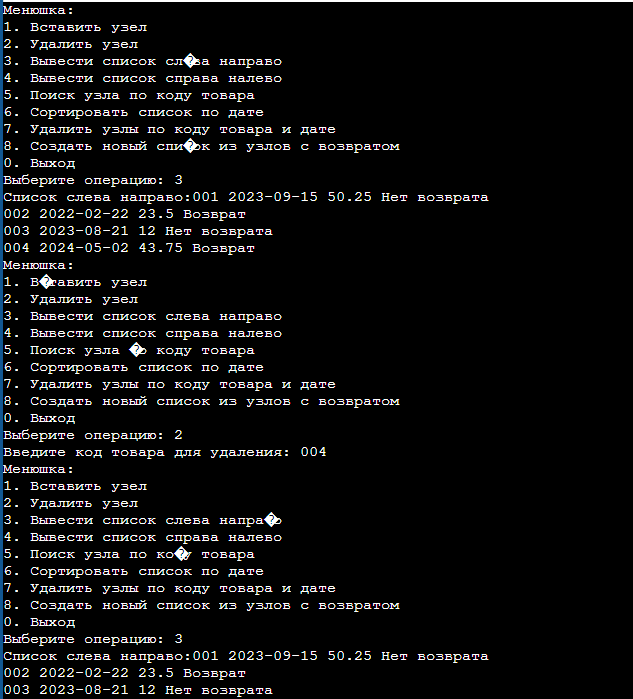 Менюшка:
1. Вставить узел
2. Удалить узел
3. Вывести список сл�ва направо
4. Вывести список справа налево
5. Поиск узла по коду товара
6. Сортировать список по дате
7. Удалить узлы по коду товара и дате
8. Создать новый спи�ок из узлов с возвратом
0. Выход
Выберите операцию: 3
Список слева направо:001 2023-09-15 50.25 Нет возврата
002 2022-02-22 23.5 Возврат
003 2023-08-21 12 Нет возврата
004 2024-05-02 43.75 Возврат
Менюшка:
1. В�тавить узел
2. Удалить узел
3. Вывести список слева направо
4. Вывести список справа налево
5. Поиск узла �о коду товара
6. Сортировать список по дате
7. Удалить узлы по коду товара и дате
8. Создать новый список из узлов с возвратом
0. Выход
Выберите операцию: 2
Введите код товара для удаления: 004
Менюшка:
1. Вставить узел
2. Удалить узел
3. Вывести список слева напра�о
4. Вывести список справа налево
5. Поиск узла по ко�у товара
6. Сортировать список по дате
7. Удалить узлы по коду товара и дате
8. Создать новый список из узлов с возвратом
0. Выход
Выберите операцию: 3
Список слева направо:001 2023-09-15 50.25 Нет возврата
002 2022-02-22 23.5 Возврат
003 2023-08-21 12 Нет возврата